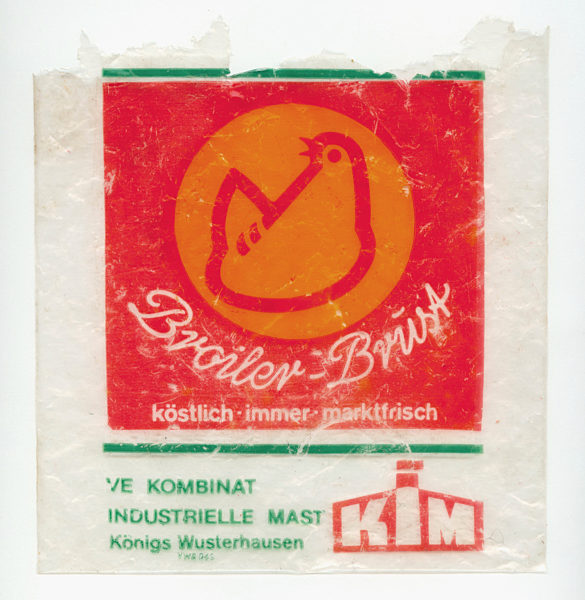 Broiler-Brust
köstlich · immer · marktfrisch
VE KOMBINAT
INDUSTRIELLE MAST
Königs Wusterhausen
KIM